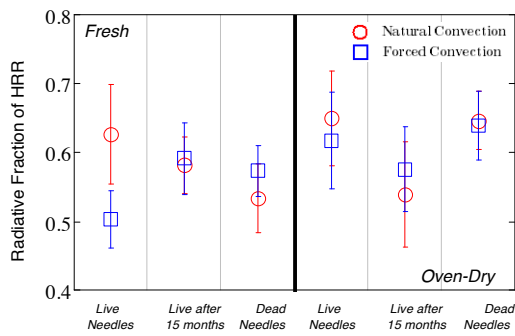 0.8
0.7
0.6
0.5
0.4
Radiative Fraction of HRR
Fresh
Natural Convection
Forced Convection
Oven-Dry
Live
Needles
Live after
15 months
Dead
Needles
Live
Needles
Live after
15 months
Dead
Needles